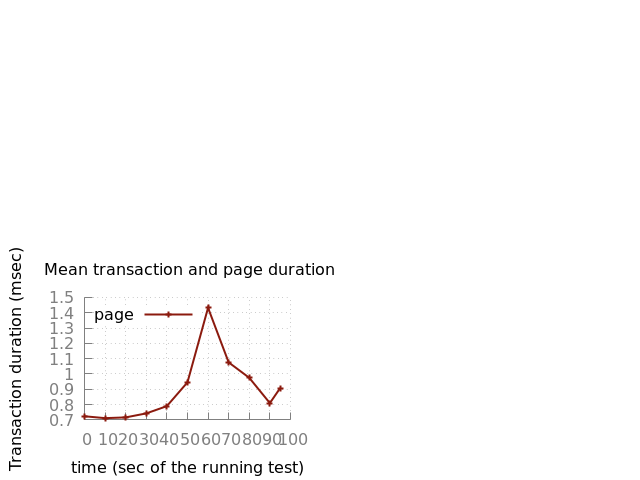 Mean transaction and page duration
Transaction duration (msec)
1.5
1.4
1.3
1.2
1.1
1
0.9
0.8
0.7
page
0 10 20 30 40 50 60 70 80 90 100
time (sec of the running test)